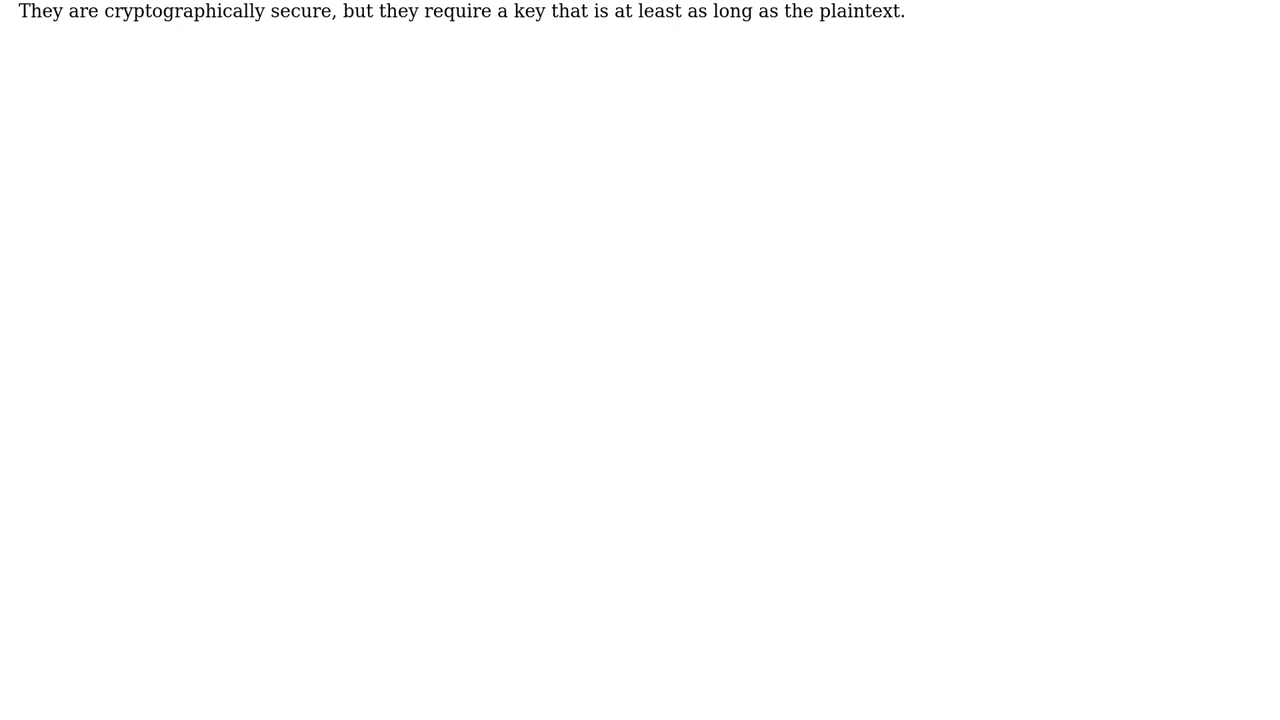 They are cryptographically secure, but they require a key that is at least as long as the plaintext.